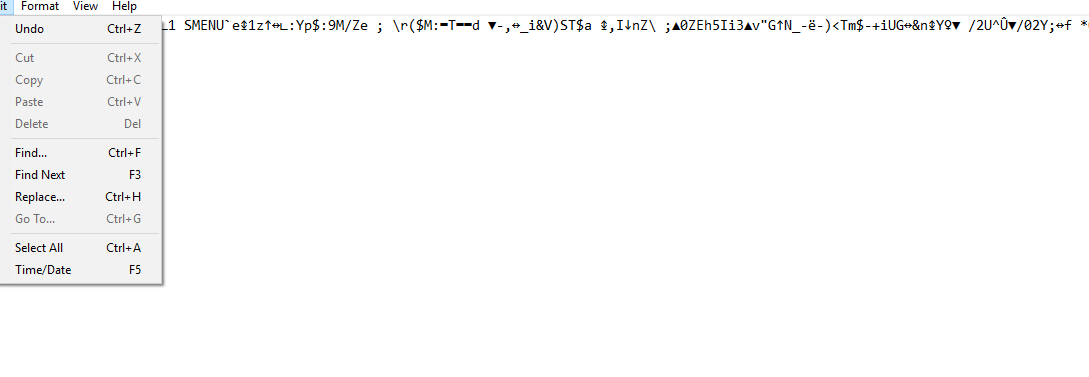 it Format View Help
Undo Ctrl+Z
Cut Ctrl+X
Copy Ctrl+C
Paste Ctrl+V
Delete Del
Find... Ctrl+F
Find Next F3
Replace... Ctrl+H
Go To... Ctrl+G
Select All Ctrl+A
Time/Date F5
1 SMENU`e↨1z↑↔∟:Yp$:9M/Ze ; \r($M:═T══d ▼-,↔_i&V)ST$a ↨,I↓nZ\ ;▲0ZEh5Ii3▲v"G↑N_-ë-)<Tm$-+iUG↔&n↨Y♀▼ /2U^Û▼/02Y;↔f *